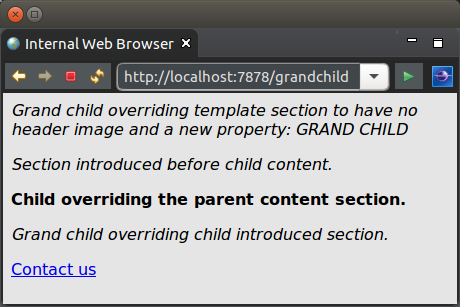 Internal Web Browser
http://localhost:7878/grandchild
Grand child overriding template section to have no
header image and a new property: GRAND CHILD
Section introduced before child content.
Child overriding the parent content section.
Grand child overriding child introduced section.
Contact us